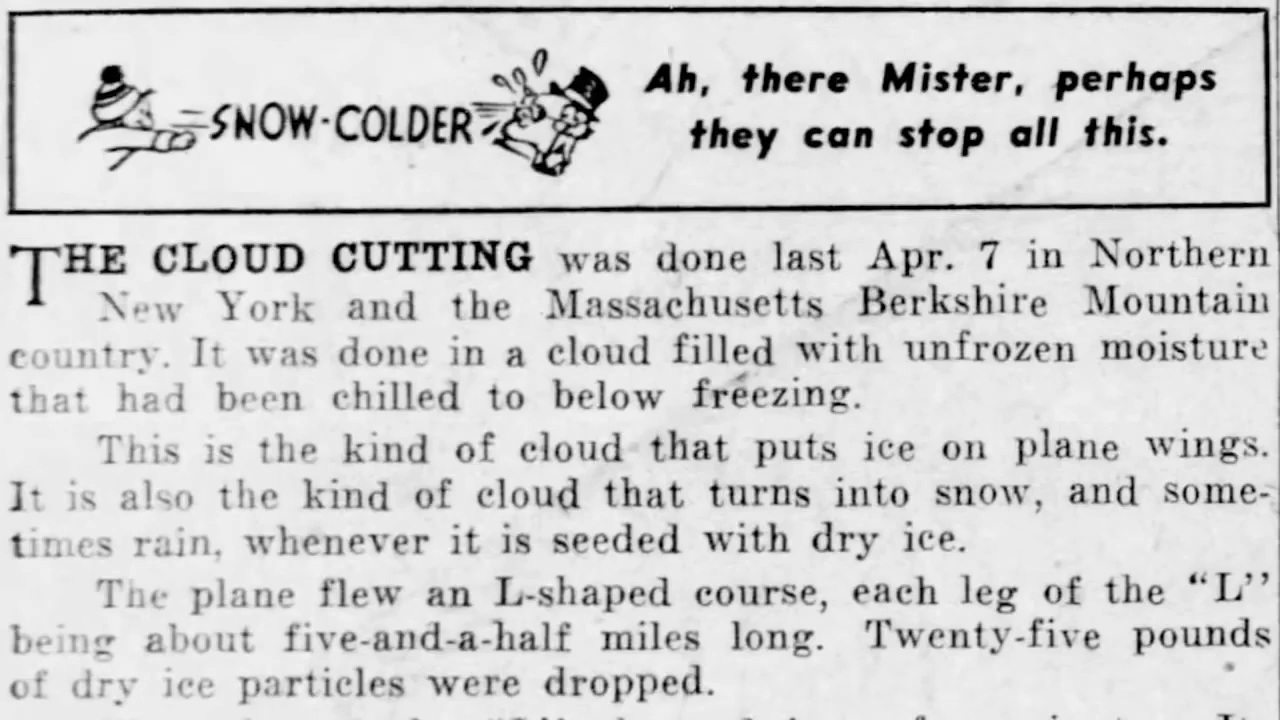 SNOW-COLDER
Ah, there Mister, perhaps
they can stop all this.
THE CLOUD CUTTING was done last Apr. 7 in Northern
New York and the Massachusetts Berkshire Mountain
country. It was done in a cloud filled with unfrozen moisture
that had been chilled to below freezing.
This is the kind of cloud that puts ice on plane wings.
It is also the kind of cloud that turns into snow, and some-
times rain, whenever it is seeded with dry ice.
The plane flew an L-shaped course, each leg of the “L”
being about five-and-a-half miles long. Twenty-five pounds
of dry ice particles were dropped.